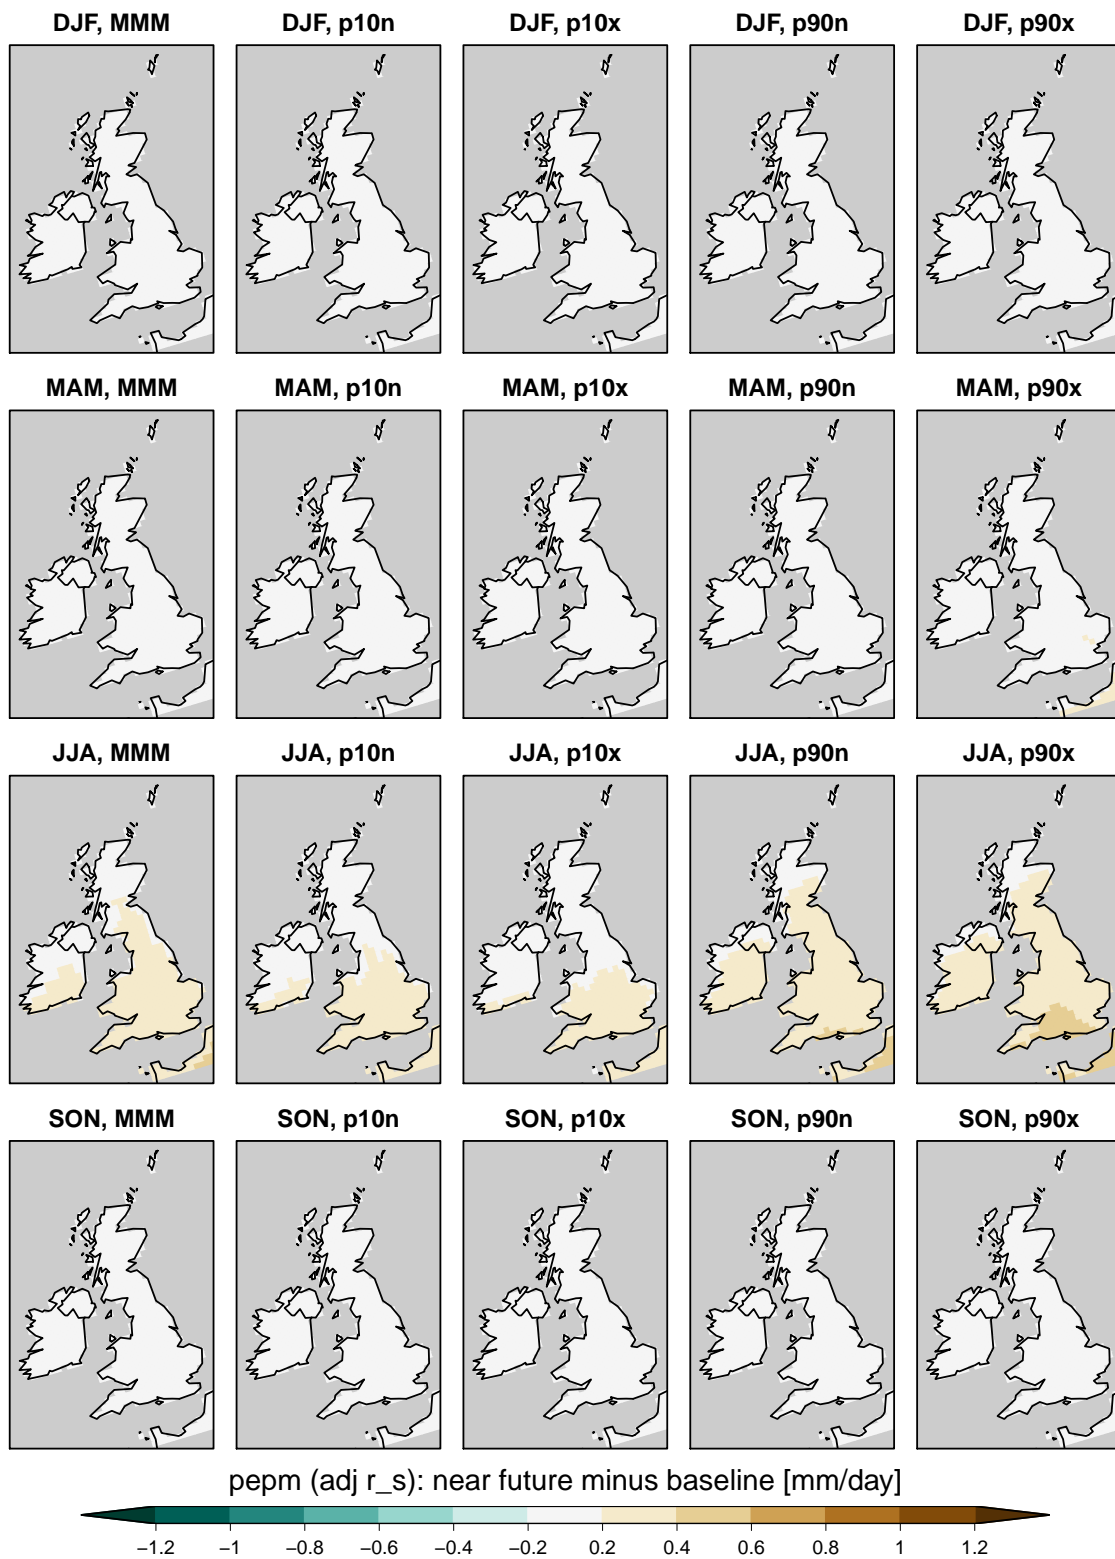 DJF, MMM DJF, p10n DJF, p10x DJF, p90n DJF, p90x
MAM, MMM MAM, p10n MAM, p10x MAM, p90n MAM, p90x
JJA, MMM JJA, p10n JJA, p10x JJA, p90n JJA, p90x
SON, MMM SON, p10n SON, p10x SON, p90n SON, p90x
pepm (adj r_s): near future minus baseline [mm/day]
−1.2 −1 −0.8 −0.6 −0.4 −0.2 0.2 0.4 0.6 0.8 1 1.2